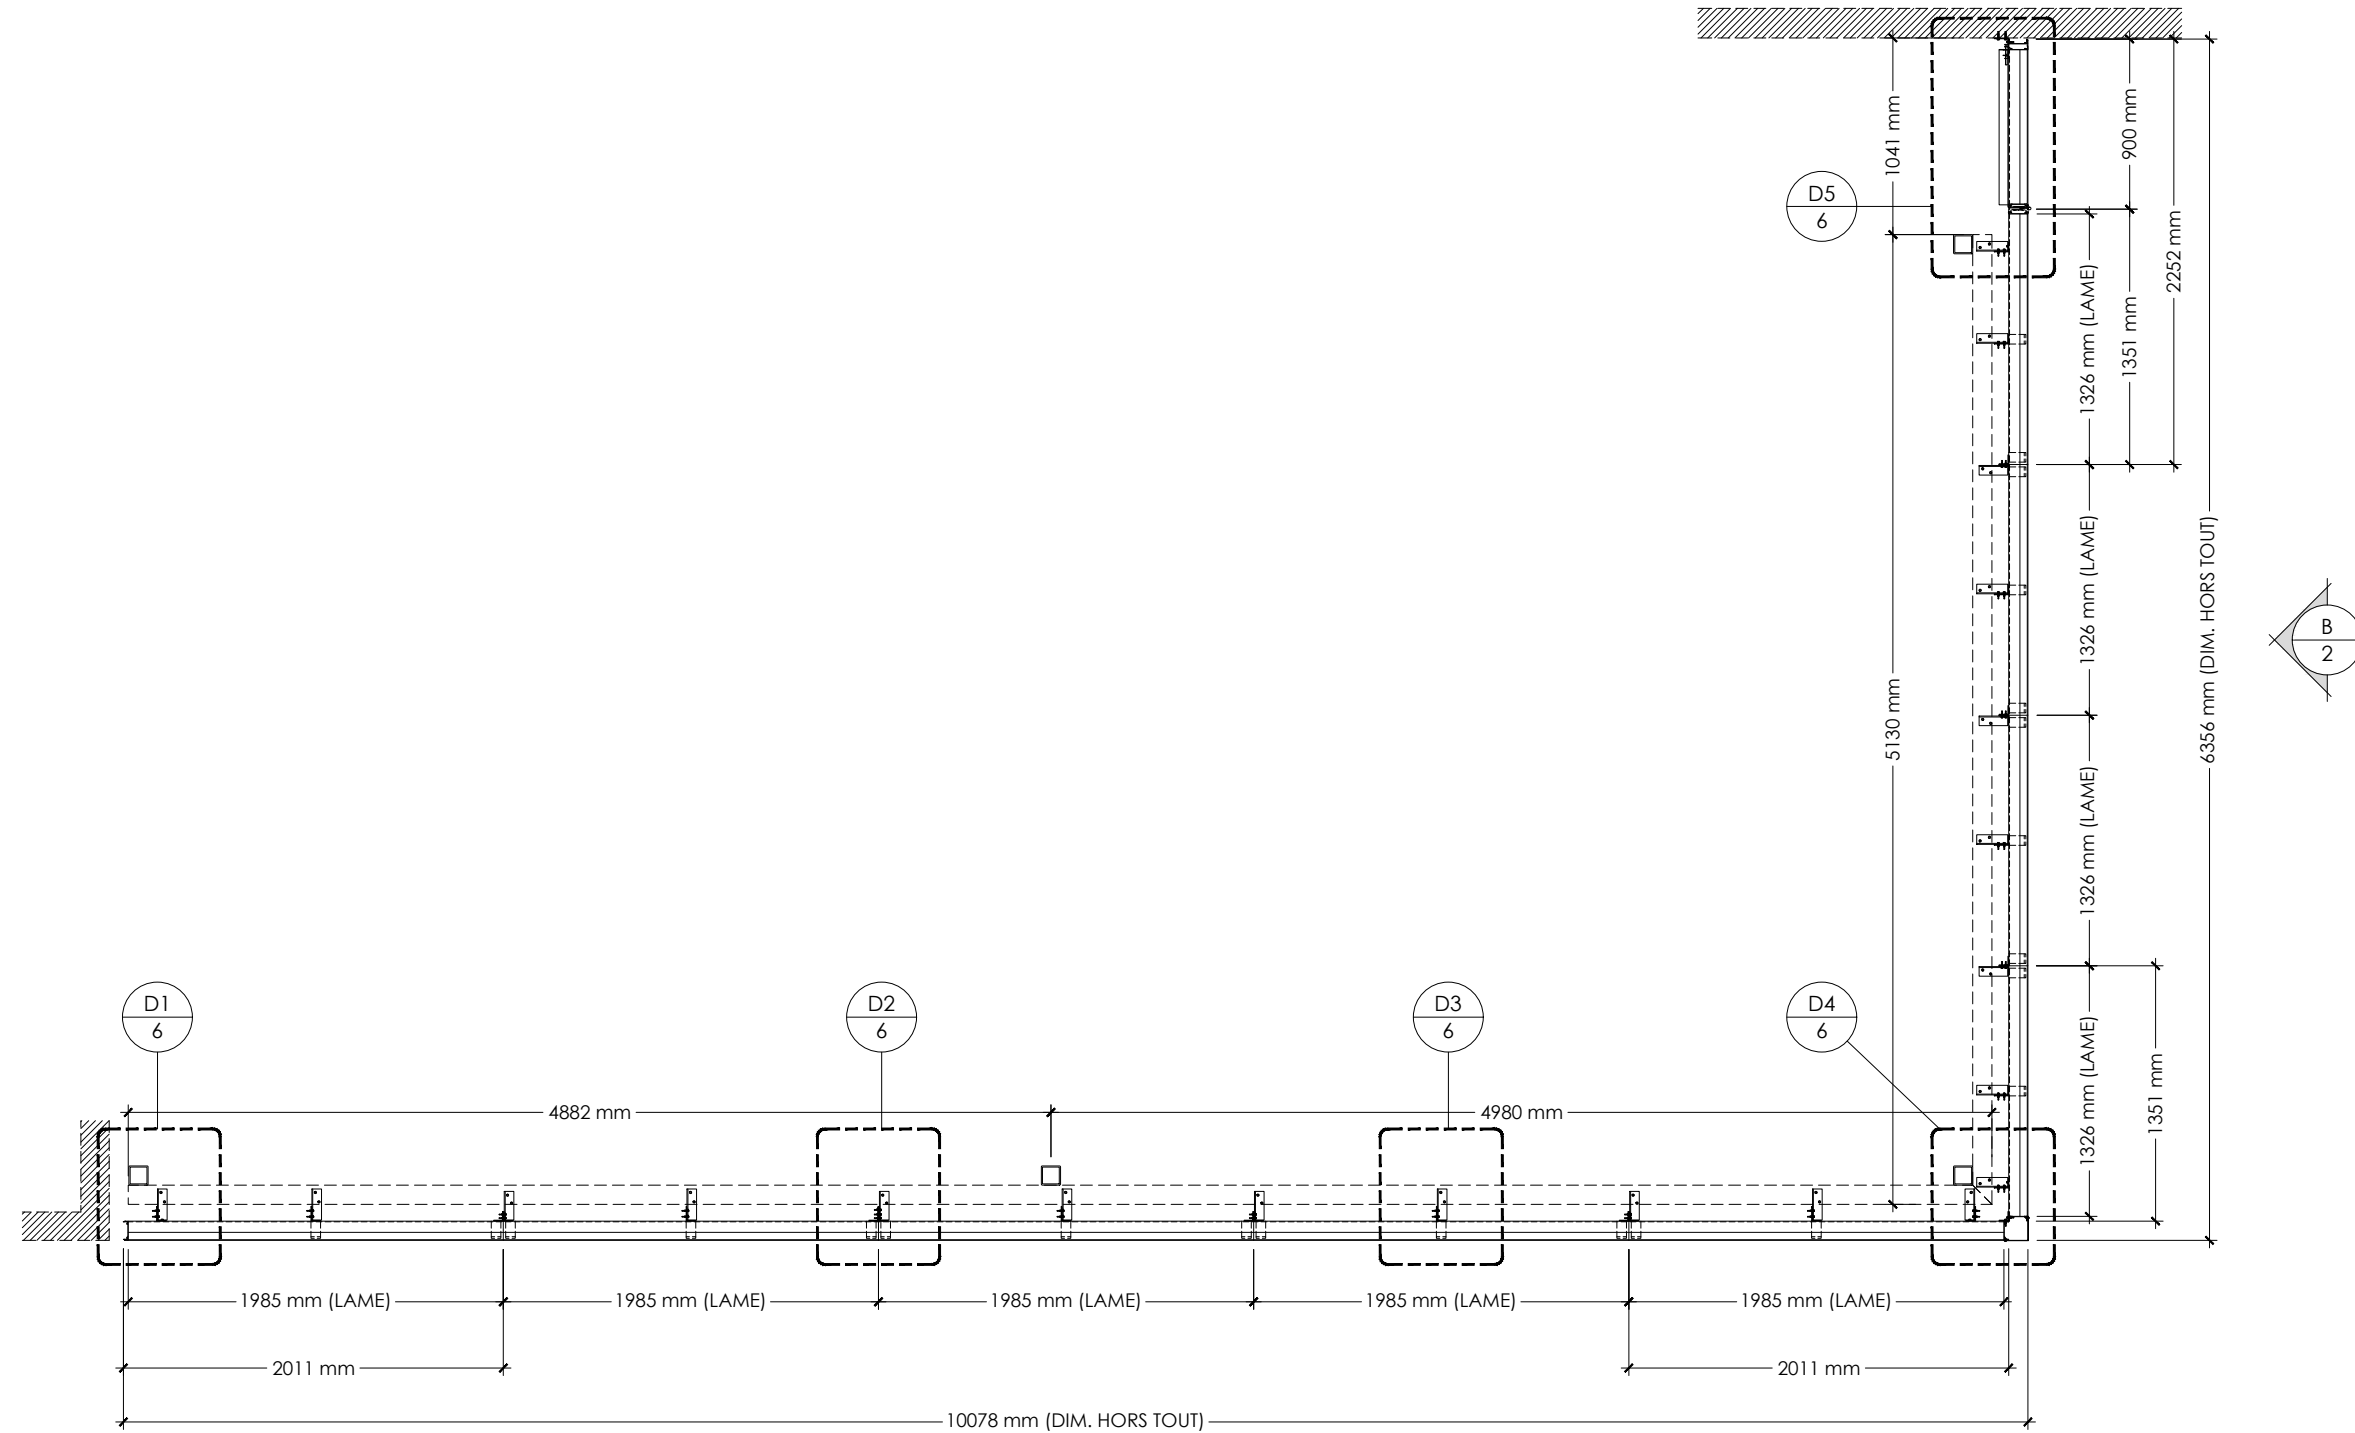 1041 mm
900 mm
D5
6
2252 mm
1326 mm (LAME)
1351 mm
1326 mm (LAME)
6356 mm (DIM. HORS TOUT)
B
2
5130 mm
1326 mm (LAME)
D1
6
D2
6
D3
6
D4
6
1326 mm (LAME)
1351 mm
4882 mm
4980 mm
1985 mm (LAME)
1985 mm (LAME)
1985 mm (LAME)
1985 mm (LAME)
1985 mm (LAME)
2011 mm
2011 mm
10078 mm (DIM. HORS TOUT)